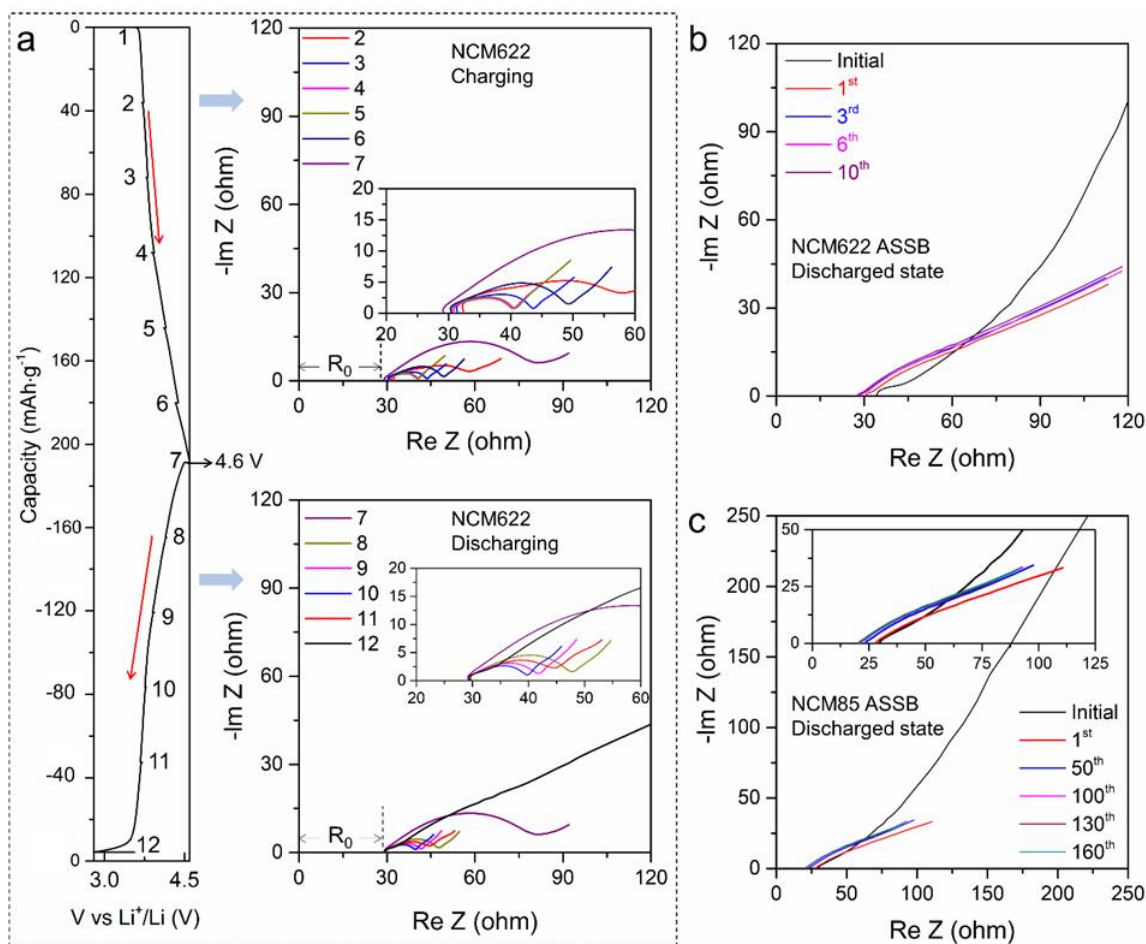 a
0
40
80
120
160
200
-160
-120
-80
-40
0
Capacity (mAh·g⁻¹)
1
2
3
4
5
6
7
4.6 V
8
9
10
11
12
3.0 4.5
V vs Li⁺/Li (V)
120
90
60
30
0
-Im Z (ohm)
2
3
4
5
6
7
NCM622
Charging
20
15
10
5
0
20 30 40 50 60
R₀
0 30 60 90 120
Re Z (ohm)
120
90
60
30
0
-Im Z (ohm)
7
8
9
10
11
12
NCM622
Discharging
20
15
10
5
0
20 30 40 50 60
R₀
0 30 60 90 120
Re Z (ohm)
b
120
90
60
30
0
-Im Z (ohm)
Initial
1ˢᵗ
3ʳᵈ
6ᵗʰ
10ᵗʰ
NCM622 ASSB
Discharged state
0 30 60 90 120
Re Z (ohm)
c
250
200
150
100
50
0
-Im Z (ohm)
50
25
0
0 25 50 75 100 125
NCM85 ASSB
Discharged state
Initial
1ˢᵗ
50ᵗʰ
100ᵗʰ
130ᵗʰ
160ᵗʰ
0 50 100 150 200 250
Re Z (ohm)